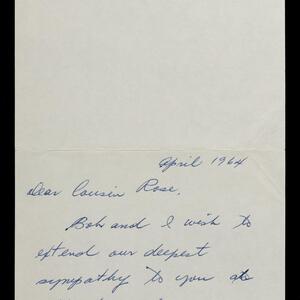 April 1964
Dear Cousin Rose,
Bob and I wish to
extend our deepest
sympathy to you